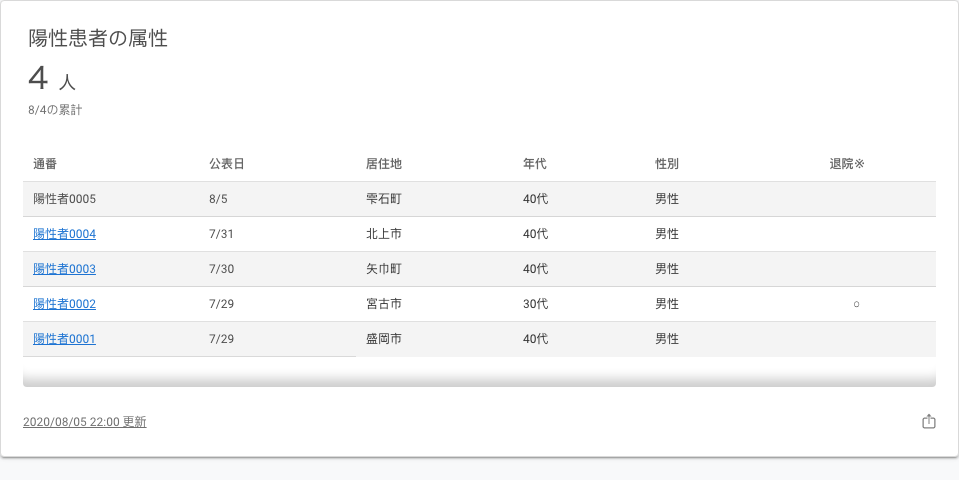 陽性患者の属性
4 人
8/4の累計
通番 公表日 居住地 年代 性別 退院※
陽性者0005 8/5 雫石町 40代 男性
陽性者0004 7/31 北上市 40代 男性
陽性者0003 7/30 矢巾町 40代 男性
陽性者0002 7/29 宮古市 30代 男性 ○
陽性者0001 7/29 盛岡市 40代 男性
2020/08/05 22:00 更新